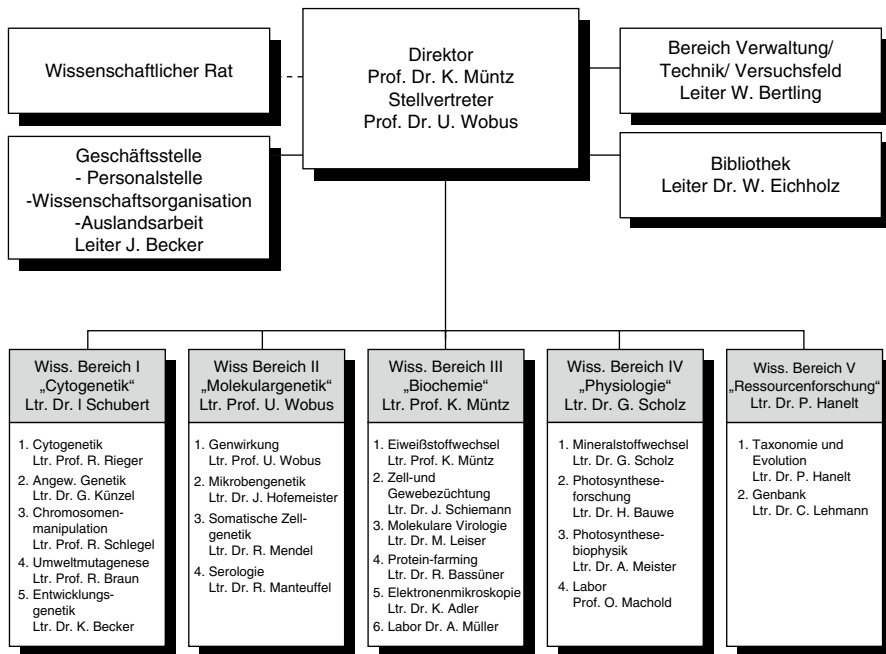 Wissenschaftlicher Rat
Direktor
Prof. Dr. K. Müntz
Stellvertreter
Prof. Dr. U. Wobus
Bereich Verwaltung/
Technik/ Versuchsfeld
Leiter W. Bertling
Geschäftsstelle
- Personalstelle
-Wissenschaftsorganisation
-Auslandsarbeit
Leiter J. Becker
Bibliothek
Leiter Dr. W. Eichholz
Wiss. Bereich I
„Cytogenetik“
Ltr. Dr. I Schubert
1. Cytogenetik
Ltr. Prof. R. Rieger
2. Angew. Genetik
Ltr. Dr. G. Künzel
3. Chromosomen-
manipulation
Ltr. Prof. R. Schlegel
4. Umweltmutagenese
Ltr. Prof. R. Braun
5. Entwicklungs-
genetik
Ltr. Dr. K. Becker
Wiss Bereich II
„Molekulargenetik“
Ltr. Prof. U. Wobus
1. Genwirkung
Ltr. Prof. U. Wobus
2. Mikrobengenetik
Ltr. Dr. J. Hofemeister
3. Somatische Zell-
genetik
Ltr. Dr. R. Mendel
4. Serologie
Ltr. Dr. R. Manteuffel
Wiss. Bereich III
„Biochemie“
Ltr. Prof. K. Müntz
1. Eiweißstoffwechsel
Ltr. Prof. K. Müntz
2. Zell-und
Gewebezüchtung
Ltr. Dr. J. Schiemann
3. Molekulare Virologie
Ltr. Dr. M. Leiser
4. Protein-farming
Ltr. Dr. R. Bassüner
5. Elektronenmikroskopie
Ltr. Dr. K. Adler
6. Labor Dr. A. Müller
Wiss. Bereich IV
„Physiologie“
Ltr. Dr. G. Scholz
1. Mineralstoffwechsel
Ltr. Dr. G. Scholz
2. Photosynthese-
forschung
Ltr. Dr. H. Bauwe
3. Photosynthese-
biophysik
Ltr. Dr. A. Meister
4. Labor
Prof. O. Machold
Wiss. Bereich V
„Ressourcenforschung“
Ltr. Dr. P. Hanelt
1. Taxonomie und
Evolution
Ltr. Dr. P. Hanelt
2. Genbank
Ltr. Dr. C. Lehmann